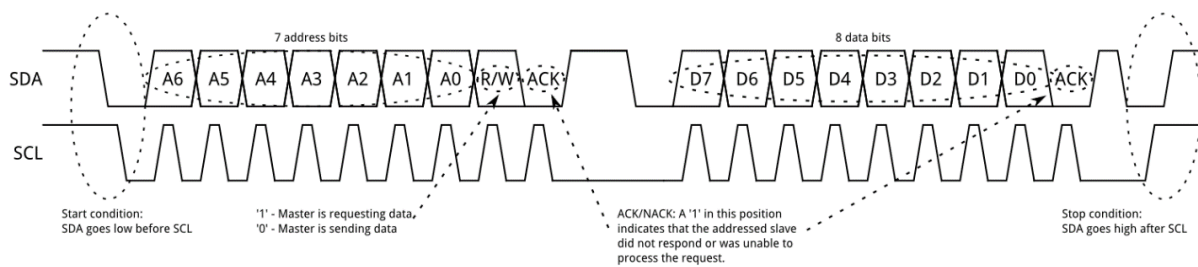 7 address bits
8 data bits
SDA A6 A5 A4 A3 A2 A1 A0 R/W ACK D7 D6 D5 D4 D3 D2 D1 D0 ACK
SCL
Start condition:
SDA goes low before SCL
'1' - Master is requesting data
'0' - Master is sending data
ACK/NACK: A '1' in this position
indicates that the addressed slave
did not respond or was unable to
process the request.
Stop condition:
SDA goes high after SCL